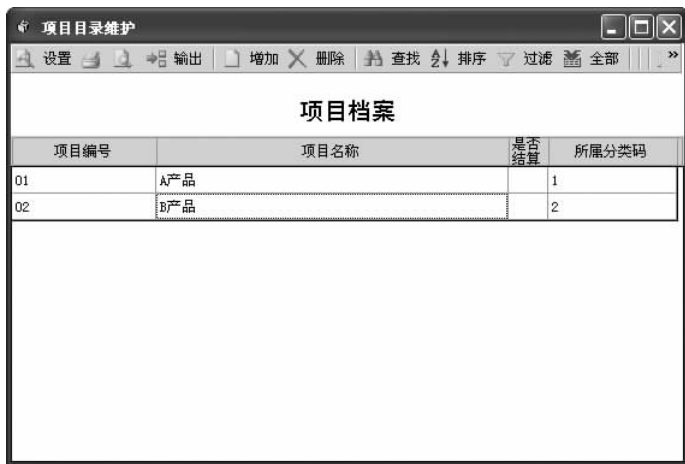 项目目录维护
设置 输出 增加 删除 查找 排序 过滤 全部
项目档案
项目编号 项目名称 是否结算 所属分类码
01 A产品 1
02 B产品 2